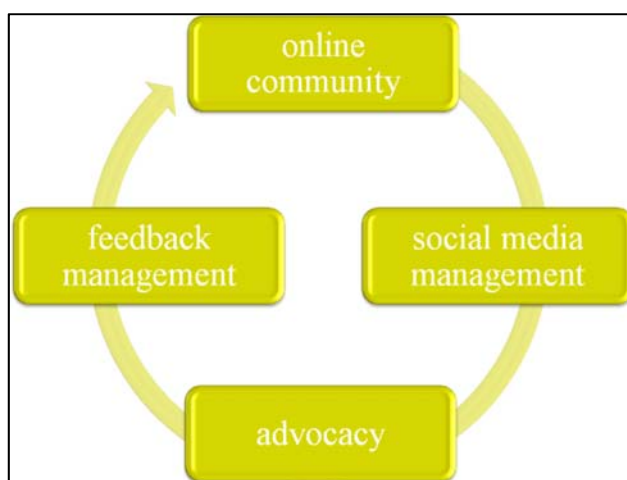 online
community
feedback
management
social media
management
advocacy